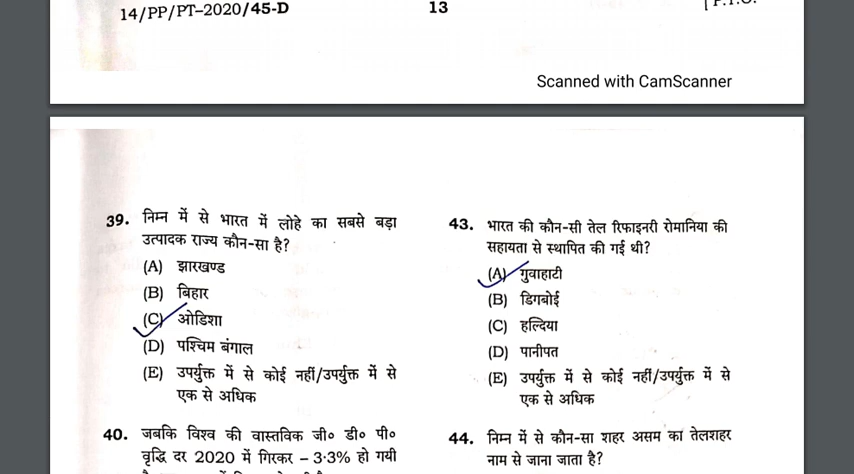 14/PP/PT–2020/45-D
13
[ P.T.O.
Scanned with CamScanner
39. निम्न में से भारत में लोहे का सबसे बड़ा
उत्पादक राज्य कौन-सा है?
(A) झारखण्ड
(B) बिहार
(C) ओडिशा
(D) पश्चिम बंगाल
(E) उपर्युक्त में से कोई नहीं/उपर्युक्त में से
एक से अधिक
40. जबकि विश्व की वास्तविक जी० डी० पी०
वृद्धि दर 2020 में गिरकर – 3·3% हो गयी
43. भारत की कौन-सी तेल रिफाइनरी रोमानिया की
सहायता से स्थापित की गई थी?
(A) गुवाहाटी
(B) डिगबोई
(C) हल्दिया
(D) पानीपत
(E) उपर्युक्त में से कोई नहीं/उपर्युक्त में से
एक से अधिक
44. निम्न में से कौन-सा शहर असम का तेलशहर
नाम से जाना जाता है?